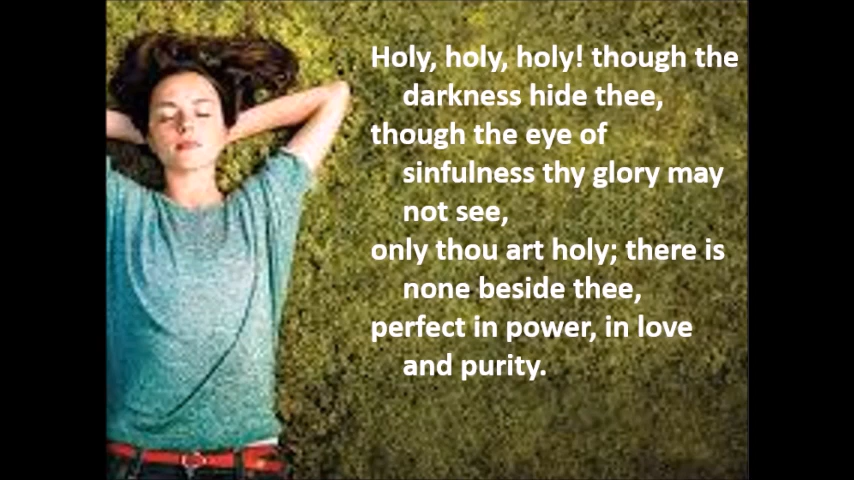 Holy, holy, holy! though the
darkness hide thee,
though the eye of
sinfulness thy glory may
not see,
only thou art holy; there is
none beside thee,
perfect in power, in love
and purity.